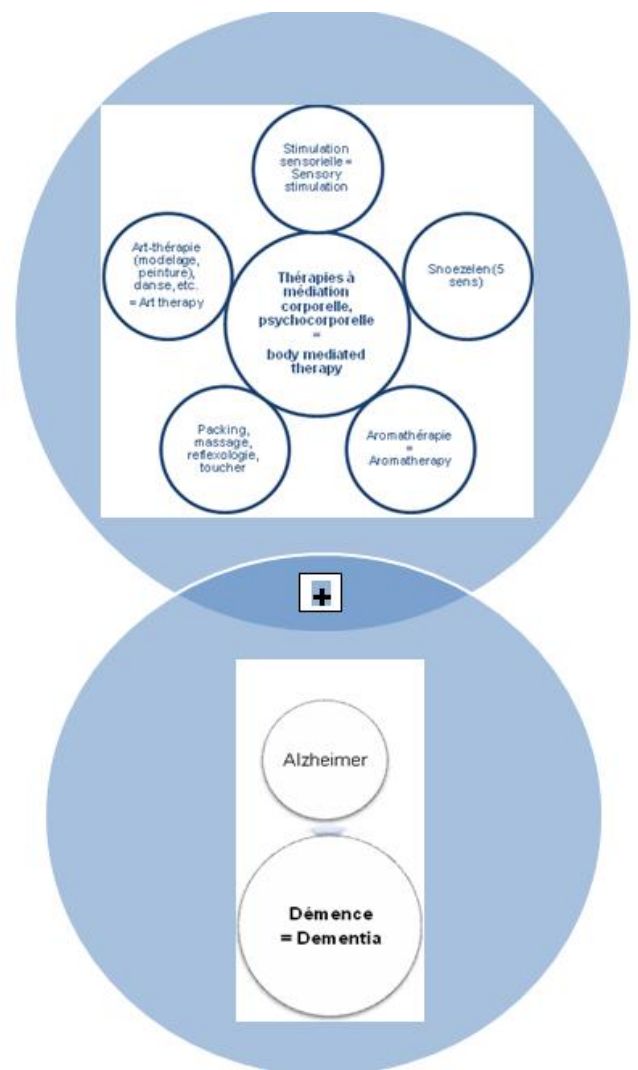 Stimulation
sensorielle =
Sensory
stimulation
Art-thérapie
(modelage,
peinture),
danse, etc.
= Art therapy
Thérapies à
médiation
corporelle,
psychocorporelle
=
body mediated
therapy
Snoezelen (5
sens)
Packing,
massage,
reflexologie,
toucher
Aromathérapie
=
Aromatherapy
+
Alzheimer
Démence
= Dementia